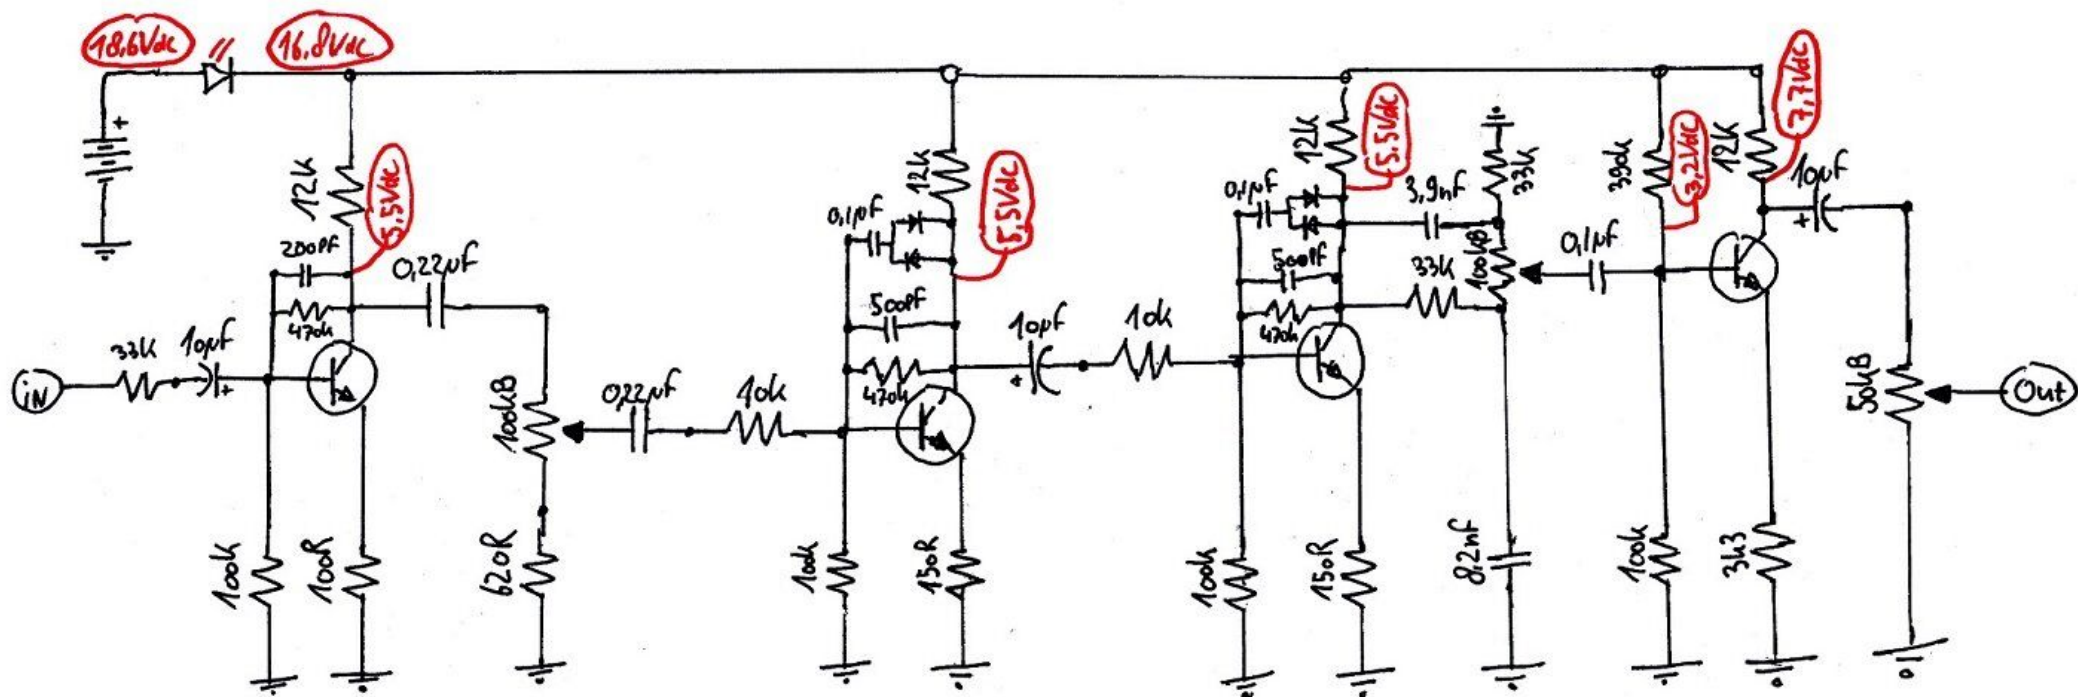 18,6Vdc
16,8Vdc
12k
5,5Vdc
200pF
470k
0,22µF
iN
33k
10µF
+
100k
100R
100kB
620R
0,22µF
10k
12k
5,5Vdc
0,1µF
500pF
470k
100k
150R
10µF
+
10k
12k
5.5Vdc
0,1µF
500pF
470k
100k
150R
3,9nF
33k
33k
100kB
8,2nF
0,1µF
390k
3,2Vdc
12k
7,7Vdc
10µF
+
100k
3k3
50kB
Out
+